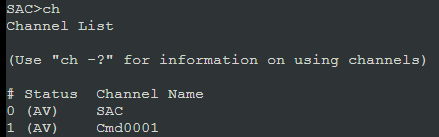 SAC>ch
Channel List
(Use "ch -?" for information on using channels)
# Status  Channel Name
0 (AV)    SAC
1 (AV)    Cmd0001